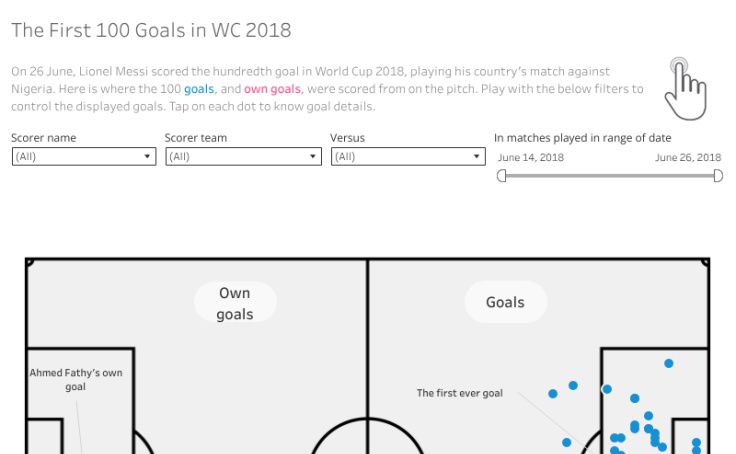 The First 100 Goals in WC 2018
On 26 June, Lionel Messi scored the hundredth goal in World Cup 2018, playing his country's match against
Nigeria. Here is where the 100 goals, and own goals, were scored from on the pitch. Play with the below filters to
control the displayed goals. Tap on each dot to know goal details.
Scorer name
Scorer team
Versus
In matches played in range of date
(All)
(All)
(All)
June 14, 2018
June 26, 2018
Own
goals
Goals
Ahmed Fathy's own
goal
The first ever goal